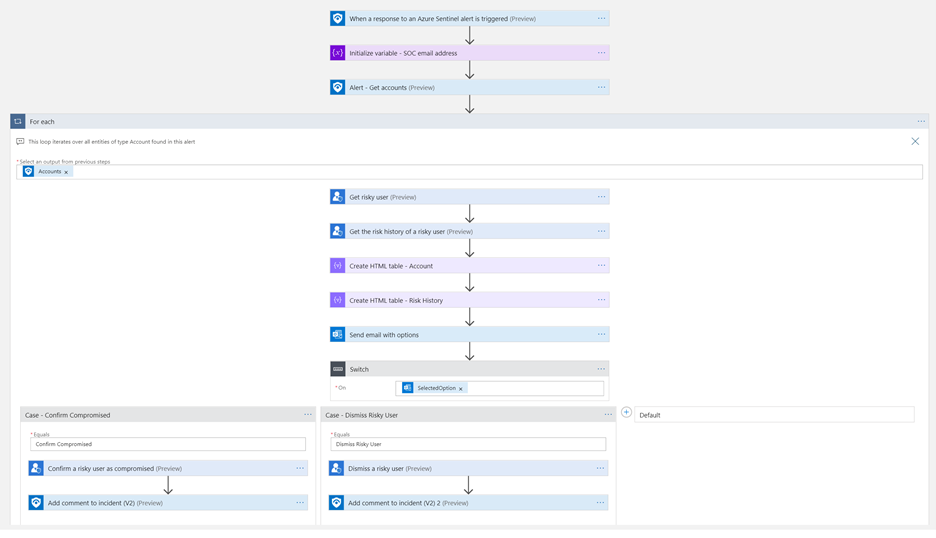 When a response to an Azure Sentinel alert is triggered (Preview)
Initialize variable - SOC email address
Alert - Get accounts (Preview)
For each
This loop iterates over all entities of type Account found in this alert
*Select an output from previous steps
Accounts x
Get risky user (Preview)
Get the risk history of a risky user (Preview)
Create HTML table - Account
Create HTML table - Risk History
Send email with options
Switch
*On SelectedOption x
Case - Confirm Compromised
*Equals
Confirm Compromised
Confirm a risky user as compromised (Preview)
Add comment to incident (V2) (Preview)
Case - Dismiss Risky User
*Equals
Dismiss Risky User
Dismiss a risky user (Preview)
Add comment to incident (V2) 2 (Preview)
Default